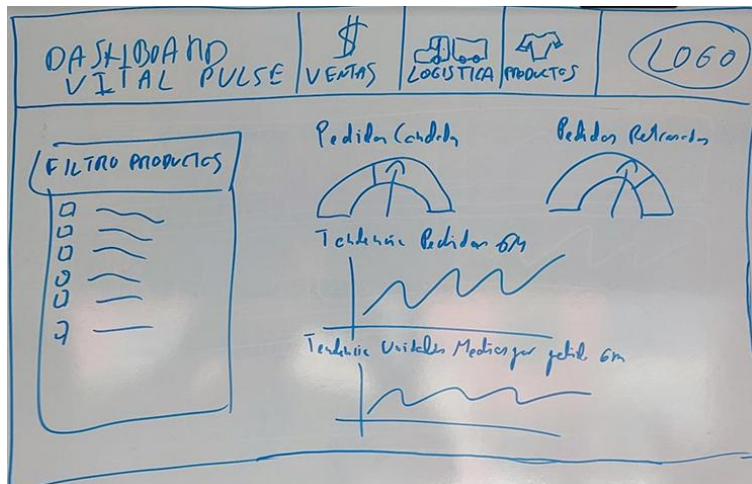 DASHBOARD
VITAL PULSE
$
VENTAS
LOGISTICA
PRODUCTOS
LOGO
FILTRO PRODUCTOS
Pedidos
Pedidos Retrasados
Tendencia Pedidos 6M
Tendencia Unidades Medias por pedido 6m